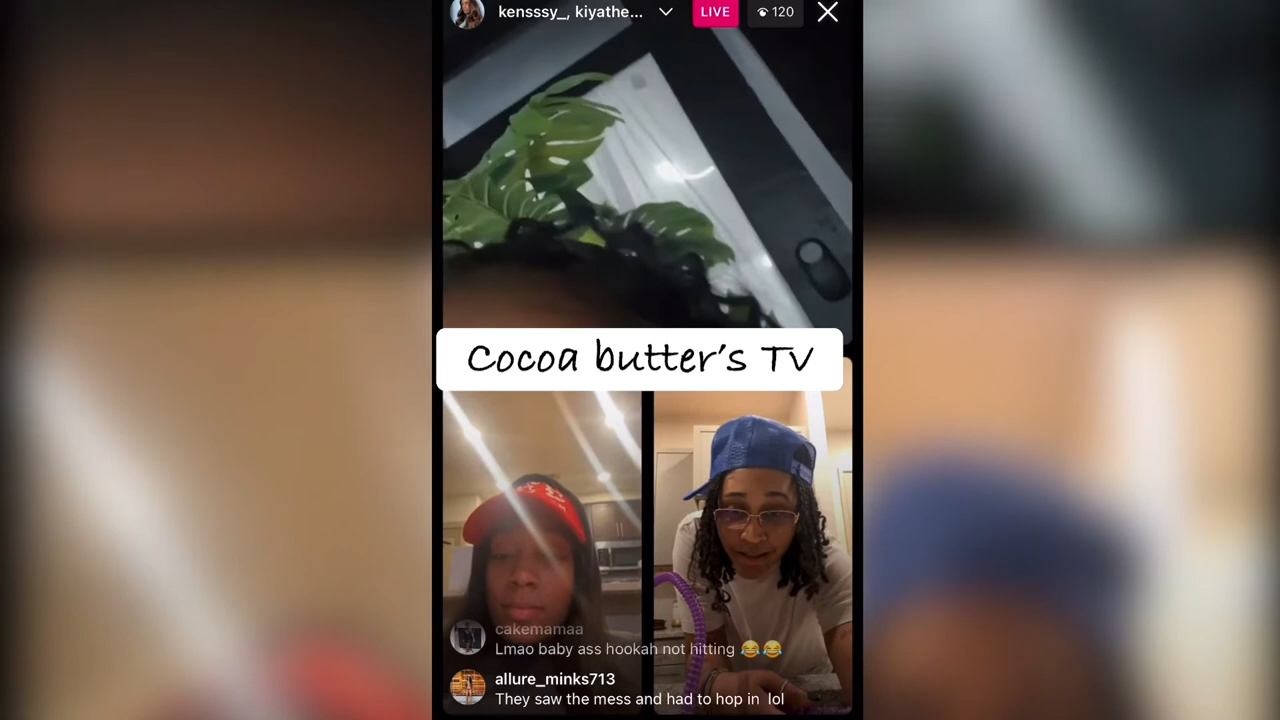 kensssy_, kiyathe...
LIVE
120
Cocoa butter's TV
cakemamaa
Lmao baby ass hookah not hitting 😂😂
allure_minks713
They saw the mess and had to hop in lol